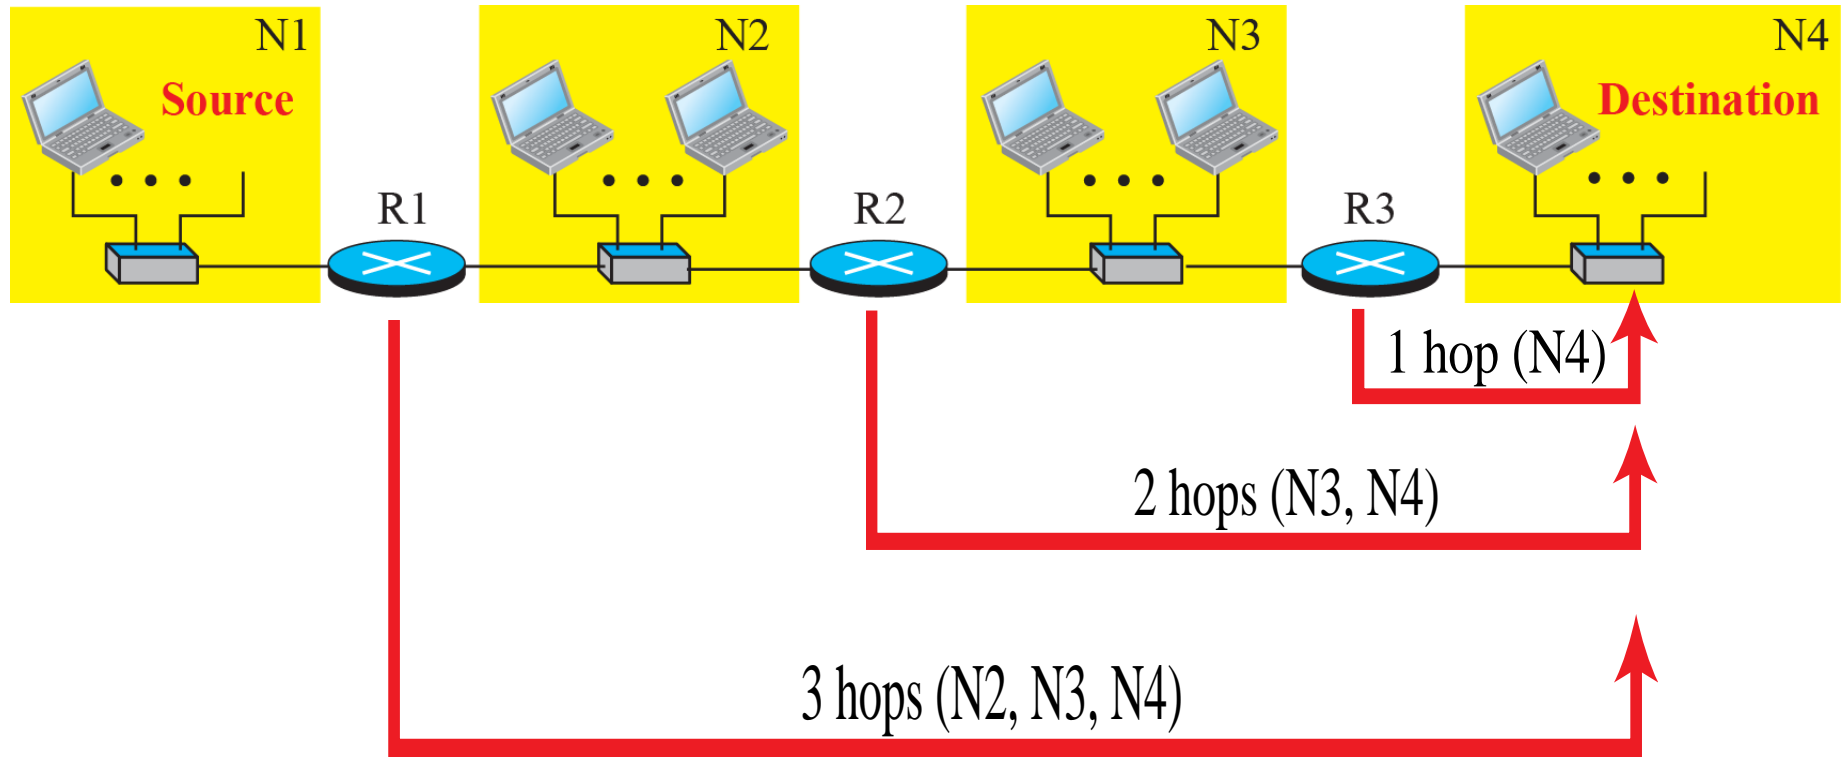 N1
N2
N3
N4
Source
Destination
R1
R2
R3
1 hop (N4)
2 hops (N3, N4)
3 hops (N2, N3, N4)